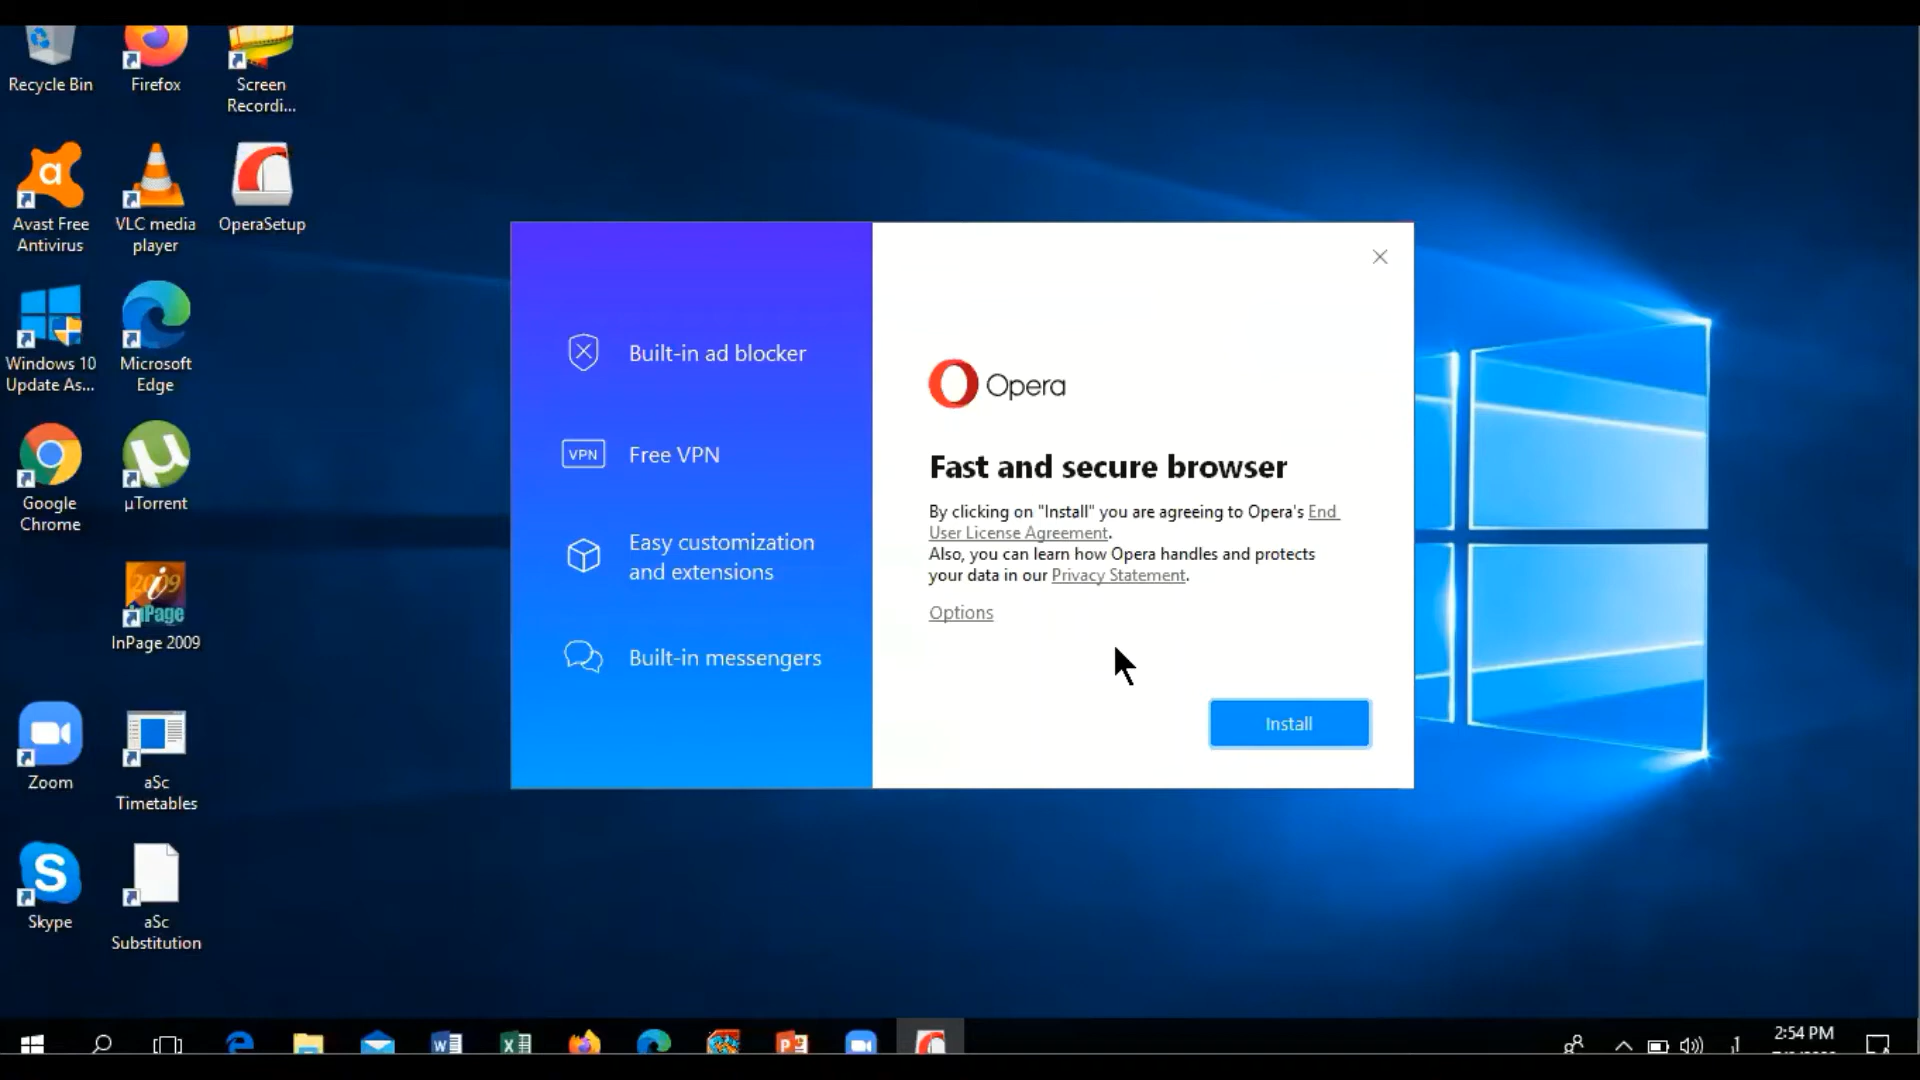 Recycle Bin
Firefox
Screen
Recordi...
Avast Free
Antivirus
VLC media
player
OperaSetup
Windows 10
Update As...
Microsoft
Edge
Google
Chrome
µTorrent
InPage 2009
Zoom
aSc
Timetables
Skype
aSc
Substitution
Built-in ad blocker
VPN
Free VPN
Easy customization
and extensions
Built-in messengers
Opera
Fast and secure browser
By clicking on "Install" you are agreeing to Opera's End
User License Agreement.
Also, you can learn how Opera handles and protects
your data in our Privacy Statement.
Options
Install
2:54 PM